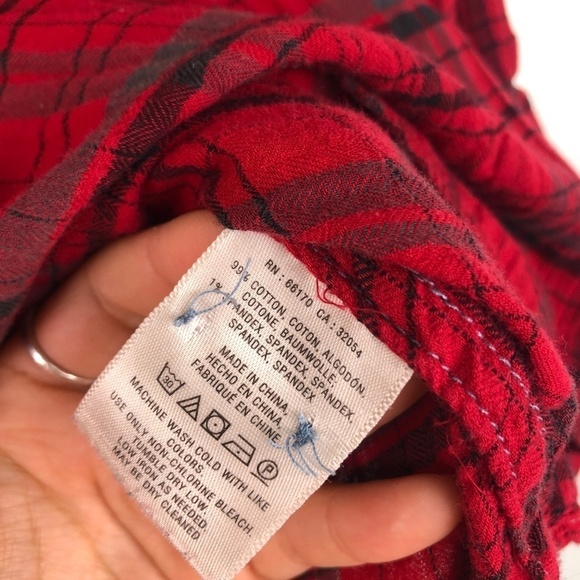 RN : 66170 CA : 32054
99% COTTON, COTON, ALGODÓN,
COTONE, BAUMWOLLE,
1% SPANDEX, SPANDEX, SPANDEX,
SPANDEX, SPANDEX
MADE IN CHINA,
HECHO EN CHINA,
FABRIQUÉ EN CHINE
30 P
MACHINE WASH COLD WITH LIKE
COLORS
USE ONLY NON-CHLORINE BLEACH.
TUMBLE DRY LOW
LOW IRON AS NEEDED
MAY BE DRY CLEANED